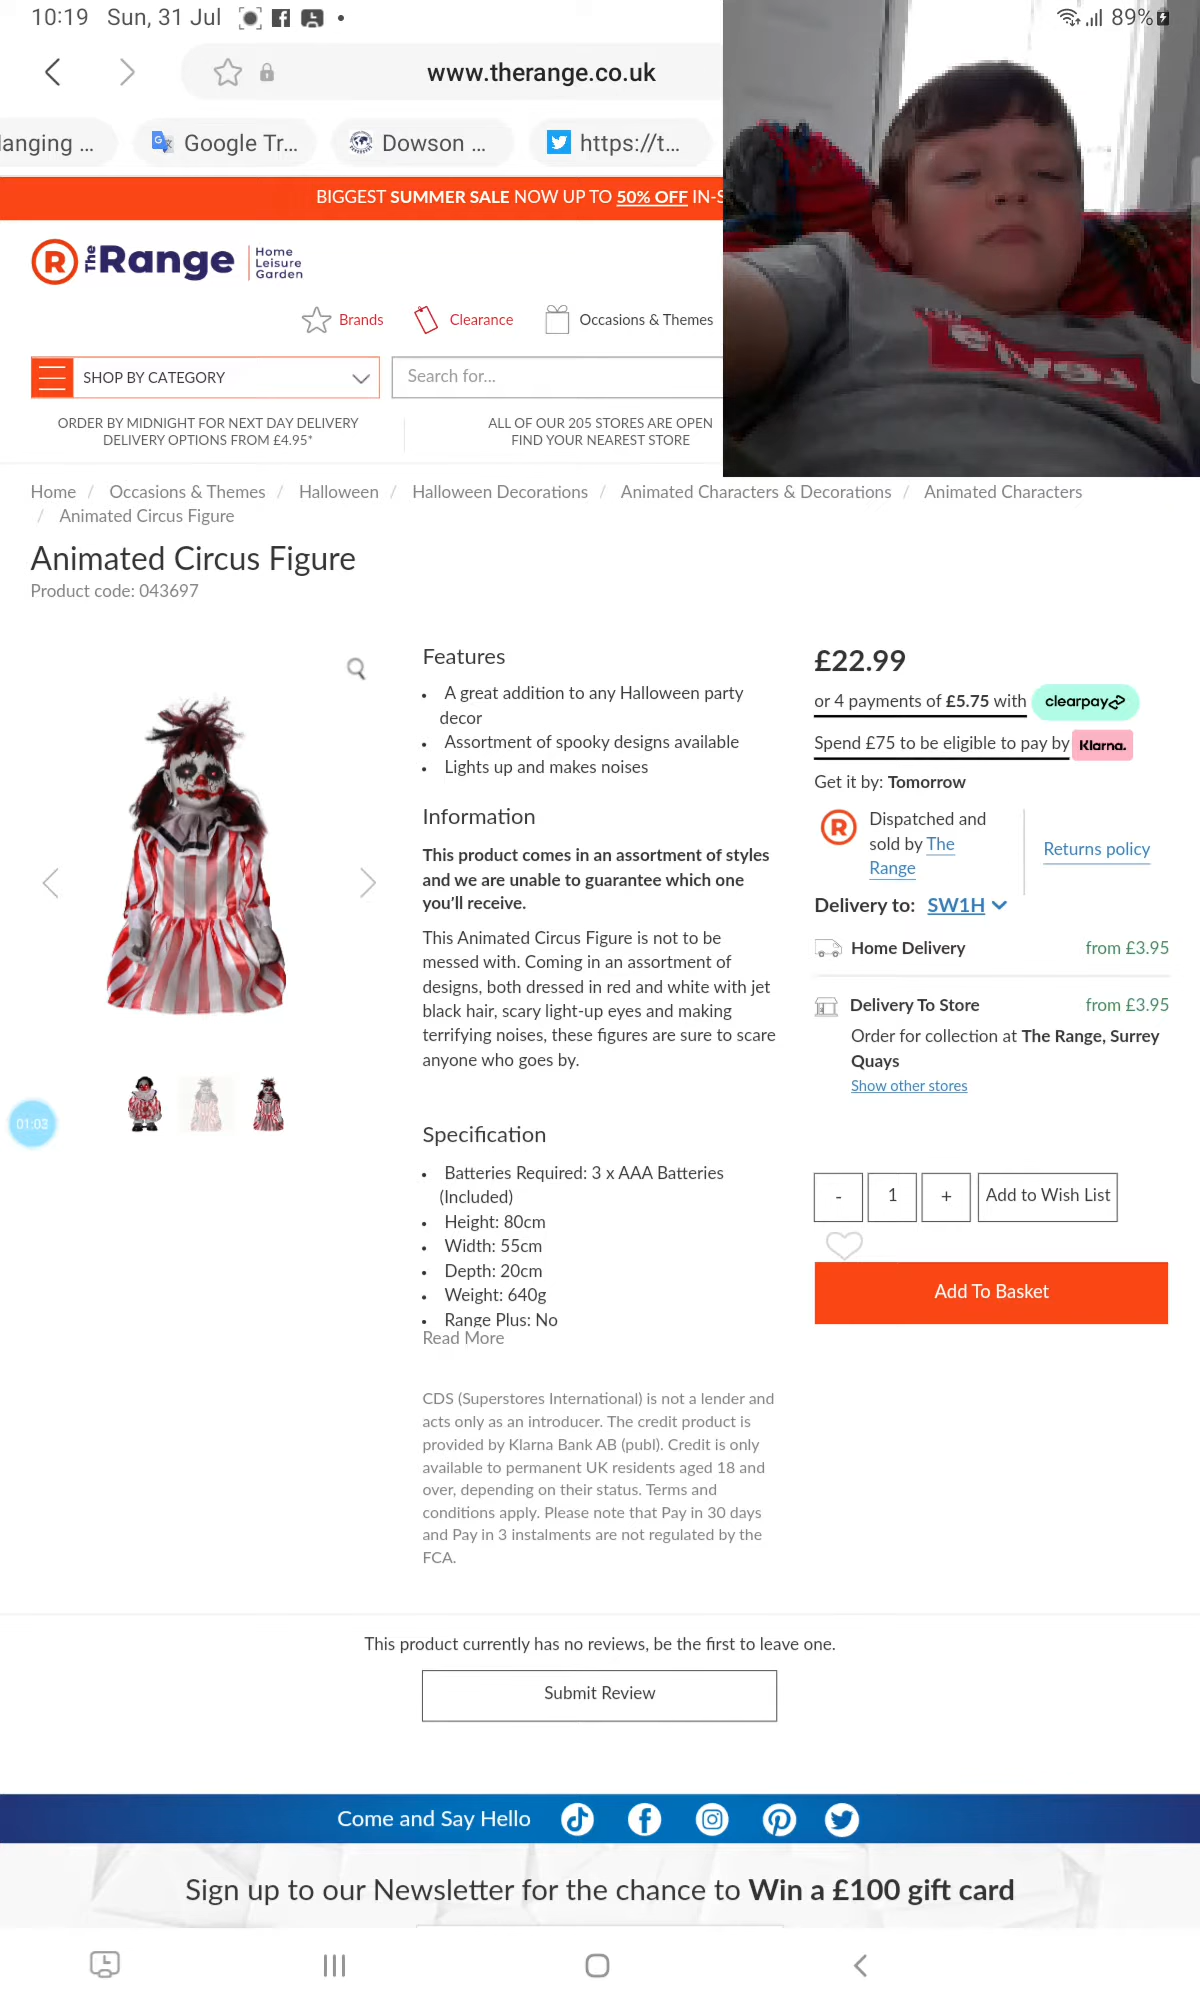 10:19 Sun, 31 Jul
89%
www.therange.co.uk
anging ...
Google Tr...
Dowson ...
https://t...
BIGGEST SUMMER SALE NOW UP TO 50% OFF IN-S
R The Range Home
Leisure
Garden
Brands
Clearance
Occasions & Themes
SHOP BY CATEGORY
Search for...
ORDER BY MIDNIGHT FOR NEXT DAY DELIVERY
DELIVERY OPTIONS FROM £4.95*
ALL OF OUR 205 STORES ARE OPEN
FIND YOUR NEAREST STORE
Home / Occasions & Themes / Halloween / Halloween Decorations / Animated Characters & Decorations / Animated Characters
/ Animated Circus Figure
Animated Circus Figure
Product code: 043697
Features
• A great addition to any Halloween party
decor
• Assortment of spooky designs available
• Lights up and makes noises
Information
This product comes in an assortment of styles
and we are unable to guarantee which one
you'll receive.
This Animated Circus Figure is not to be
messed with. Coming in an assortment of
designs, both dressed in red and white with jet
black hair, scary light-up eyes and making
terrifying noises, these figures are sure to scare
anyone who goes by.
01:03
Specification
• Batteries Required: 3 x AAA Batteries
(Included)
• Height: 80cm
• Width: 55cm
• Depth: 20cm
• Weight: 640g
• Range Plus: No
Read More
CDS (Superstores International) is not a lender and
acts only as an introducer. The credit product is
provided by Klarna Bank AB (publ). Credit is only
available to permanent UK residents aged 18 and
over, depending on their status. Terms and
conditions apply. Please note that Pay in 30 days
and Pay in 3 instalments are not regulated by the
FCA.
£22.99
or 4 payments of £5.75 with clearpay
Spend £75 to be eligible to pay by Klarna.
Get it by: Tomorrow
R
Dispatched and
sold by The
Range
Returns policy
Delivery to: SW1H
Home Delivery from £3.95
Delivery To Store from £3.95
Order for collection at The Range, Surrey
Quays
Show other stores
- 1 + Add to Wish List
Add To Basket
This product currently has no reviews, be the first to leave one.
Submit Review
Come and Say Hello
Sign up to our Newsletter for the chance to Win a £100 gift card